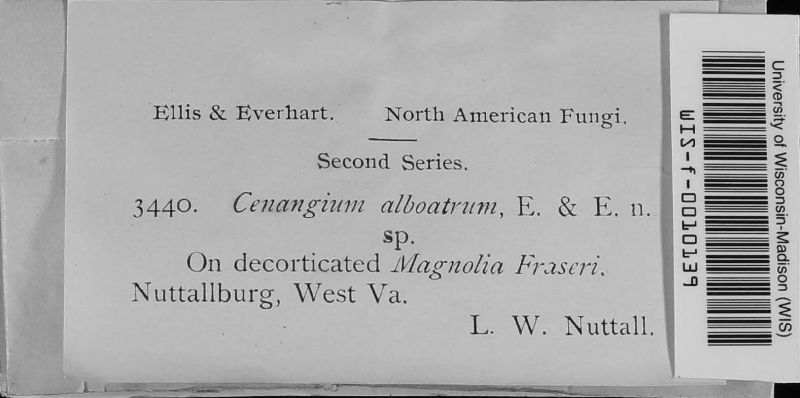 Ellis & Everhart. North American Fungi.
Second Series.
3440. Cenangium alboatrum, E. & E. n.
sp.
On decorticated Magnolia Fraseri.
Nuttallburg, West Va.
L. W. Nuttall.
University of Wisconsin-Madison (WIS)
WIS-f-0040439